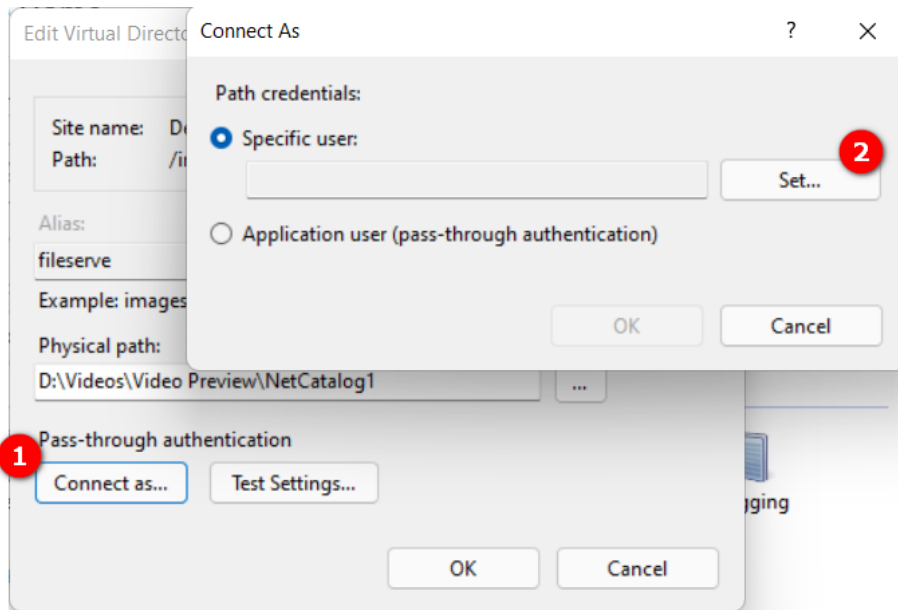 Edit Virtual Directo
Connect As
?
Path credentials:
Specific user:
2
Set...
Application user (pass-through authentication)
OK
Cancel
Site name: De
Path: /in
Alias:
fileserve
Example: images
Physical path:
D:\Videos\Video Preview\NetCatalog1
...
Pass-through authentication
1
Connect as...
Test Settings...
gging
OK
Cancel